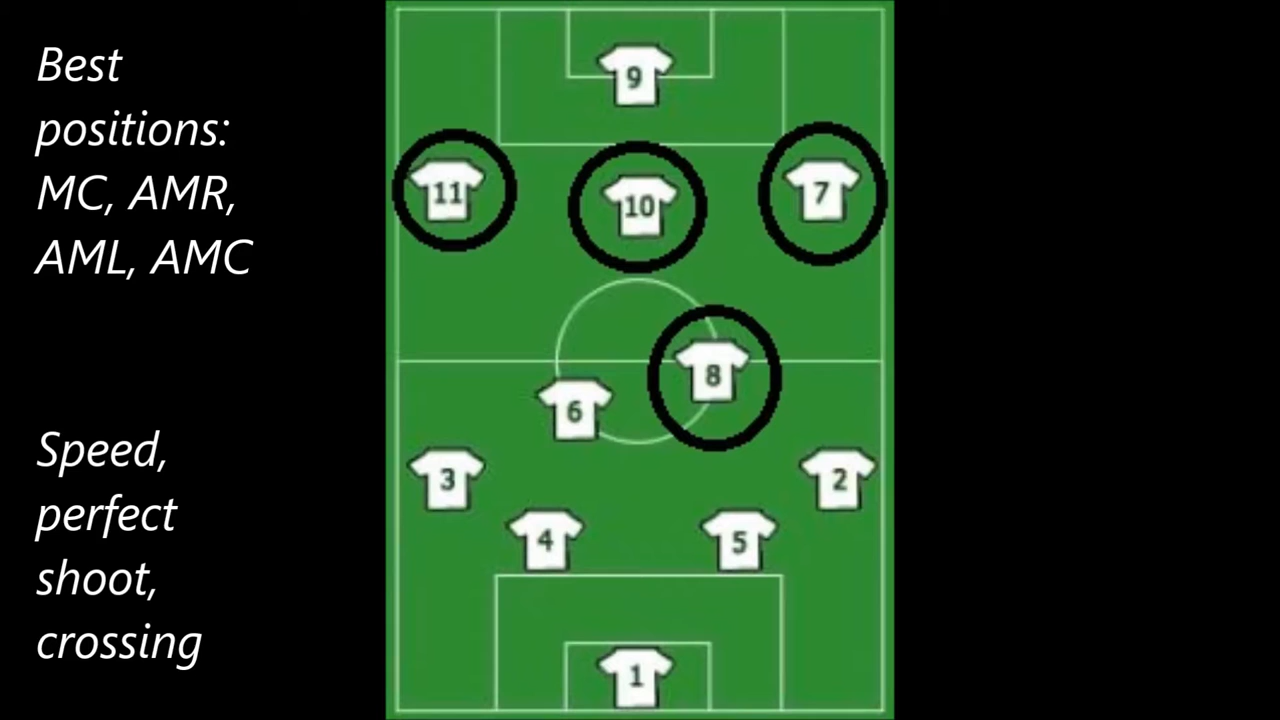 Best
positions:
MC, AMR,
AML, AMC
Speed,
perfect
shoot,
crossing
9
11
10
7
8
6
3
2
4
5
1